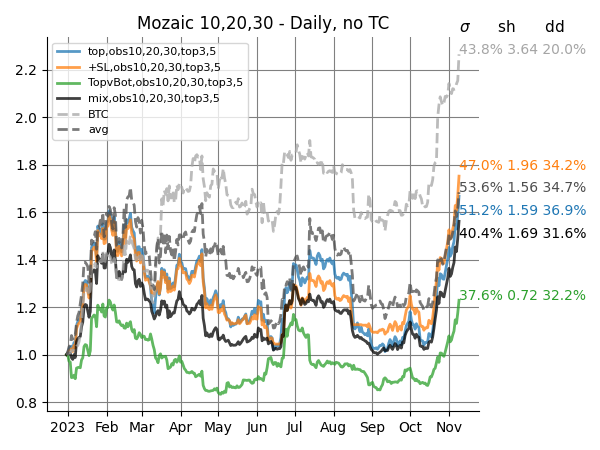 Mozaic 10,20,30 - Daily, no TC
σ sh dd
top,obs10,20,30,top3,5
+SL,obs10,20,30,top3,5
TopvBot,obs10,20,30,top3,5
mix,obs10,20,30,top3,5
BTC
avg
43.8% 3.64 20.0%
47.0% 1.96 34.2%
53.6% 1.59 34.7%
51.2% 1.59 36.9%
40.4% 1.69 31.6%
37.6% 0.72 32.2%
2.2
2.0
1.8
1.6
1.4
1.2
1.0
0.8
2023 Feb Mar Apr May Jun Jul Aug Sep Oct Nov